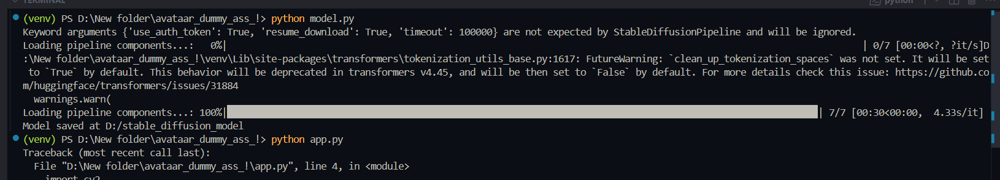 TERMINAL
python
(venv) PS D:\New folder\avataar_dummy_ass_!> python model.py
Keyword arguments {'use_auth_token': True, 'resume_download': True, 'timeout': 100000} are not expected by StableDiffusionPipeline and will be ignored.
Loading pipeline components...:   0%|                                                                 | 0/7 [00:00<?, ?it/s]D
:\New folder\avataar_dummy_ass_!\venv\Lib\site-packages\transformers\tokenization_utils_base.py:1617: FutureWarning: `clean_up_tokenization_spaces` was not set. It will be set
 to `True` by default. This behavior will be deprecated in transformers v4.45, and will be then set to `False` by default. For more details check this issue: https://github.co
m/huggingface/transformers/issues/31884
  warnings.warn(
Loading pipeline components...: 100%|                                                                 | 7/7 [00:30<00:00,  4.33s/it]
Model saved at D:/stable_diffusion_model
(venv) PS D:\New folder\avataar_dummy_ass_!> python app.py
Traceback (most recent call last):
  File "D:\New folder\avataar_dummy_ass_!\app.py", line 4, in <module>
    import cv2